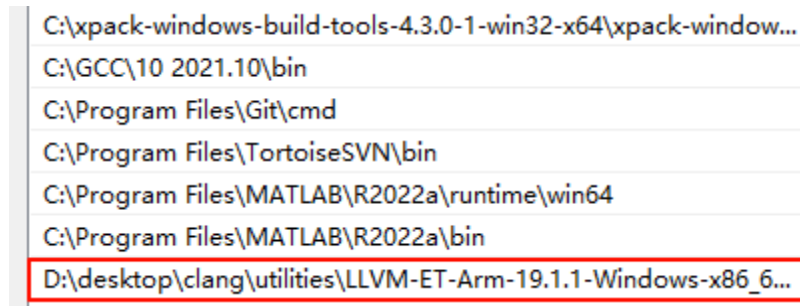 C:\xpack-windows-build-tools-4.3.0-1-win32-x64\xpack-window...
C:\GCC\10 2021.10\bin
C:\Program Files\Git\cmd
C:\Program Files\TortoiseSVN\bin
C:\Program Files\MATLAB\R2022a\runtime\win64
C:\Program Files\MATLAB\R2022a\bin
D:\desktop\clang\utilities\LLVM-ET-Arm-19.1.1-Windows-x86_6...